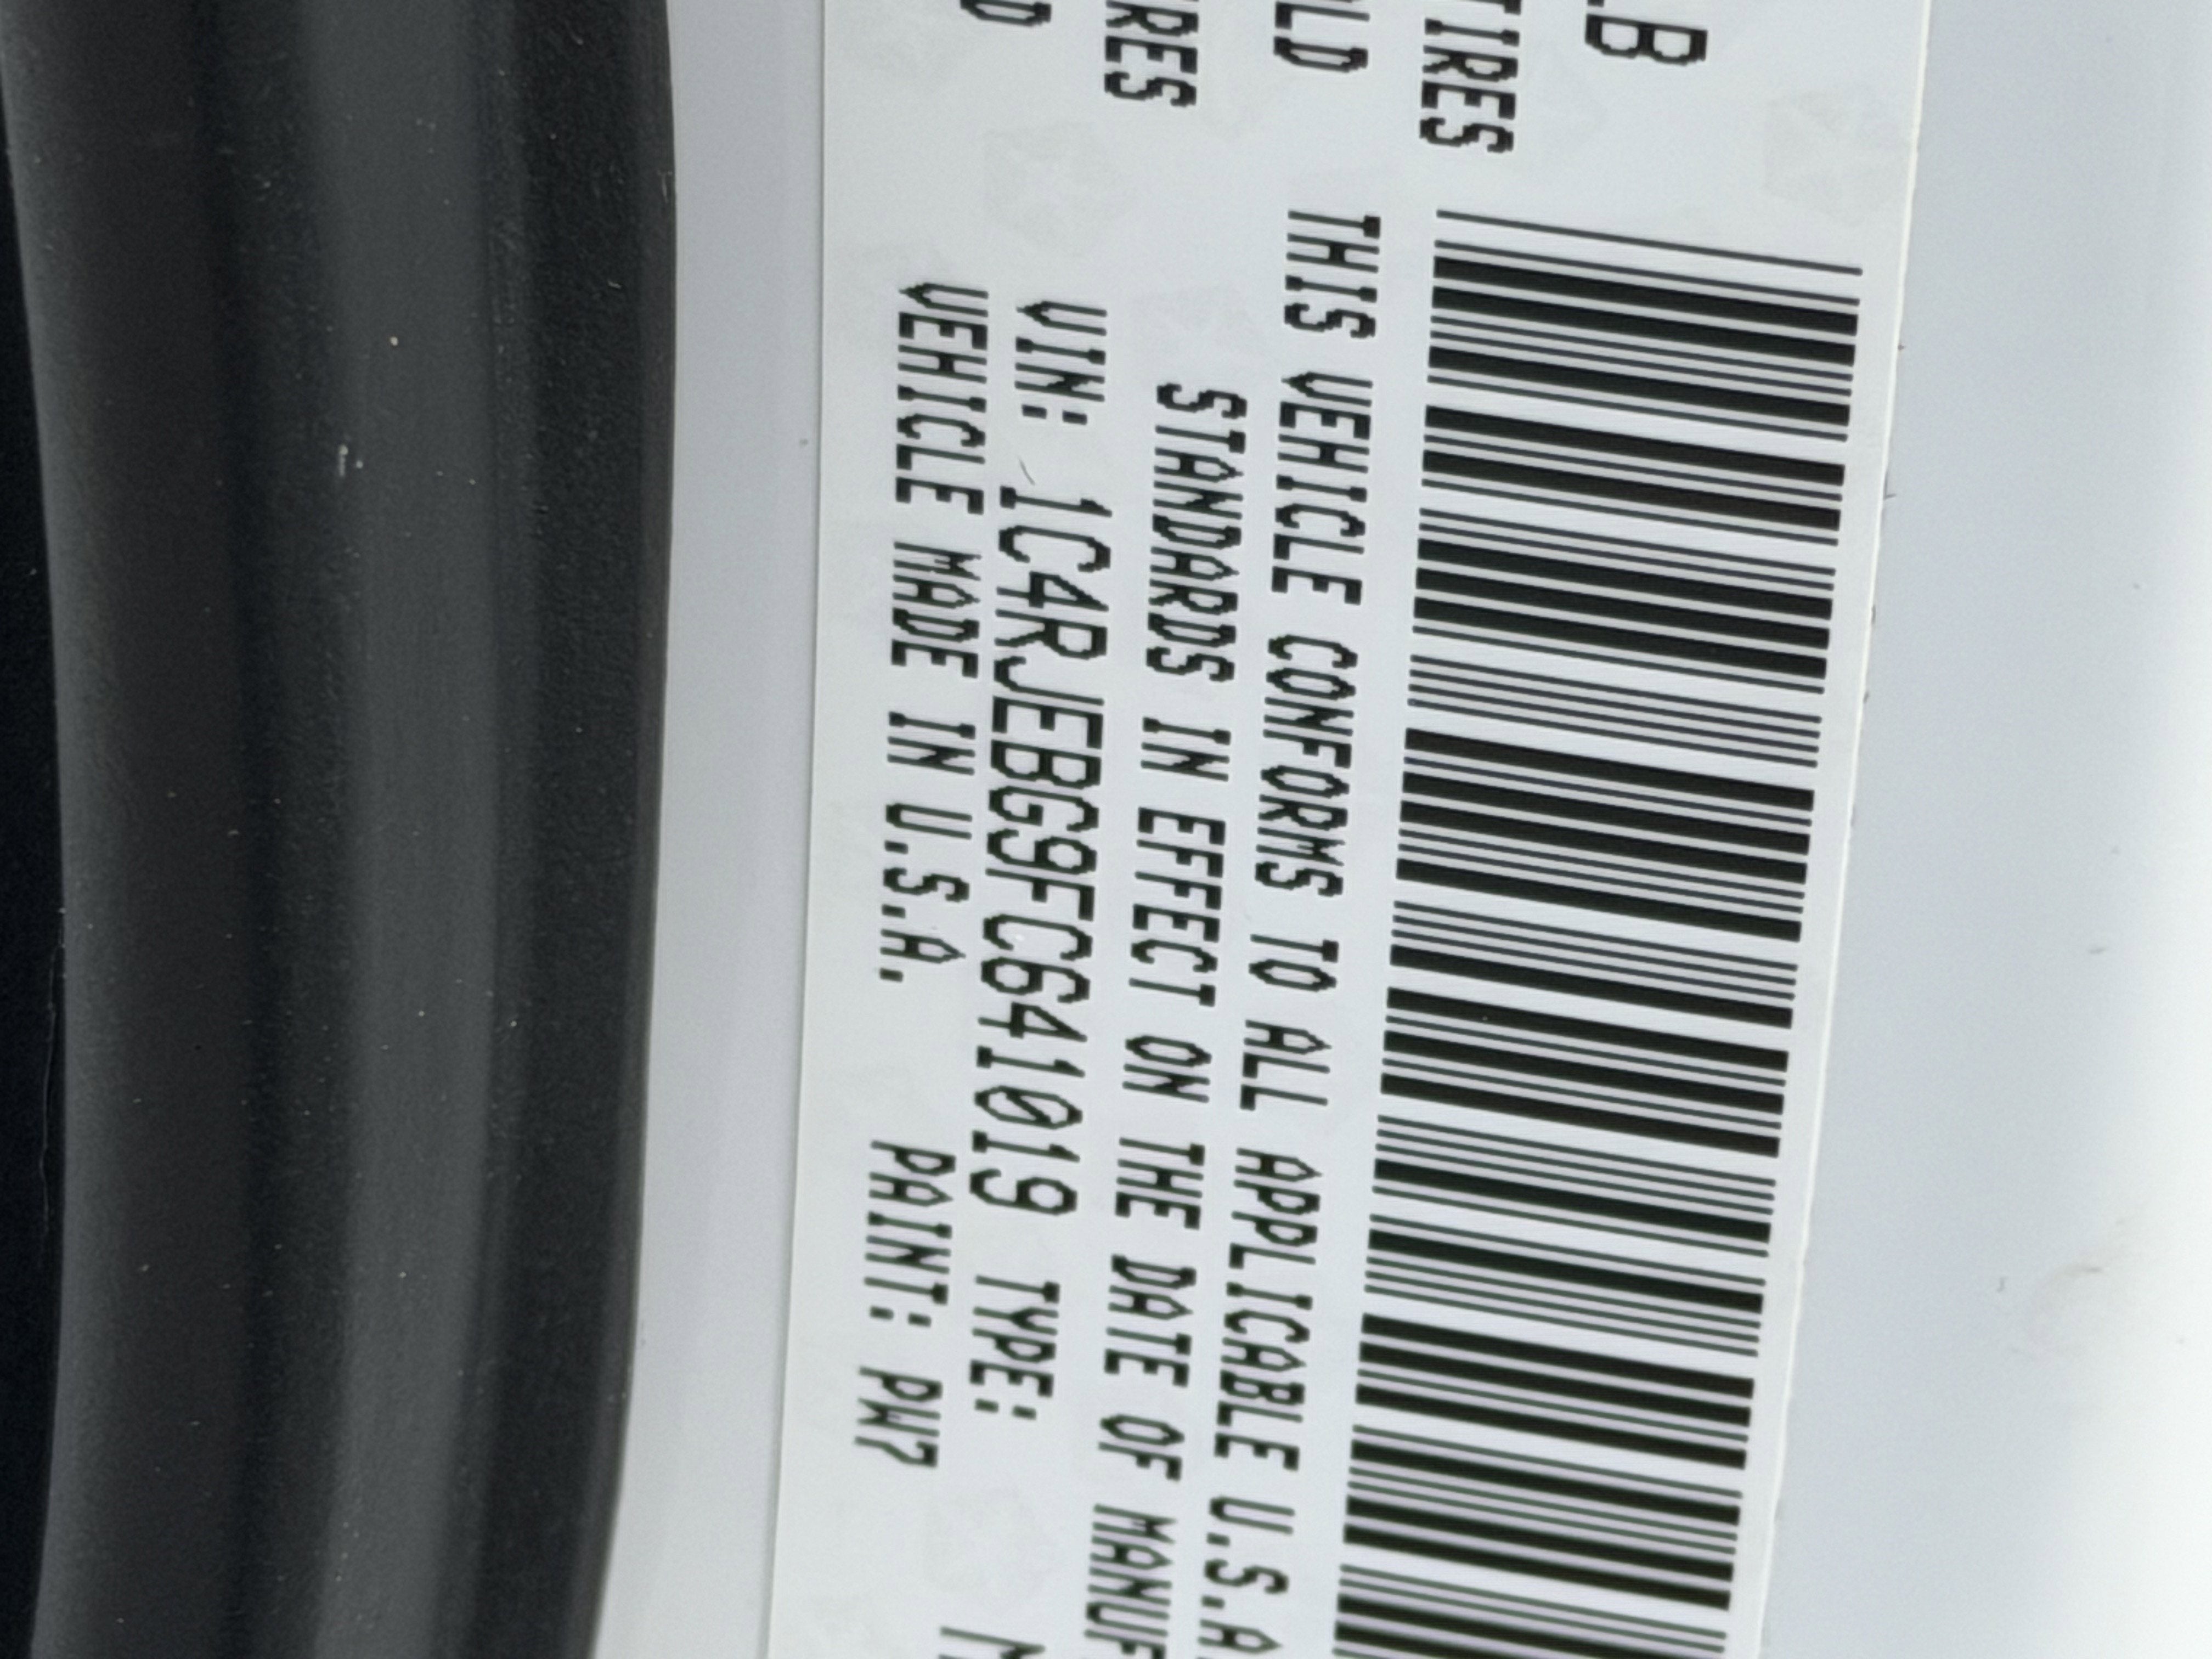 LB
TIRES
LD
RES
D
THIS VEHICLE CONFORMS TO ALL APPLICABLE U.S.A
STANDARDS IN EFFECT ON THE DATE OF MANUF
VIN: 1C4RJEBG9FC641019 TYPE:
VEHICLE MADE IN U.S.A. PAINT: PW7